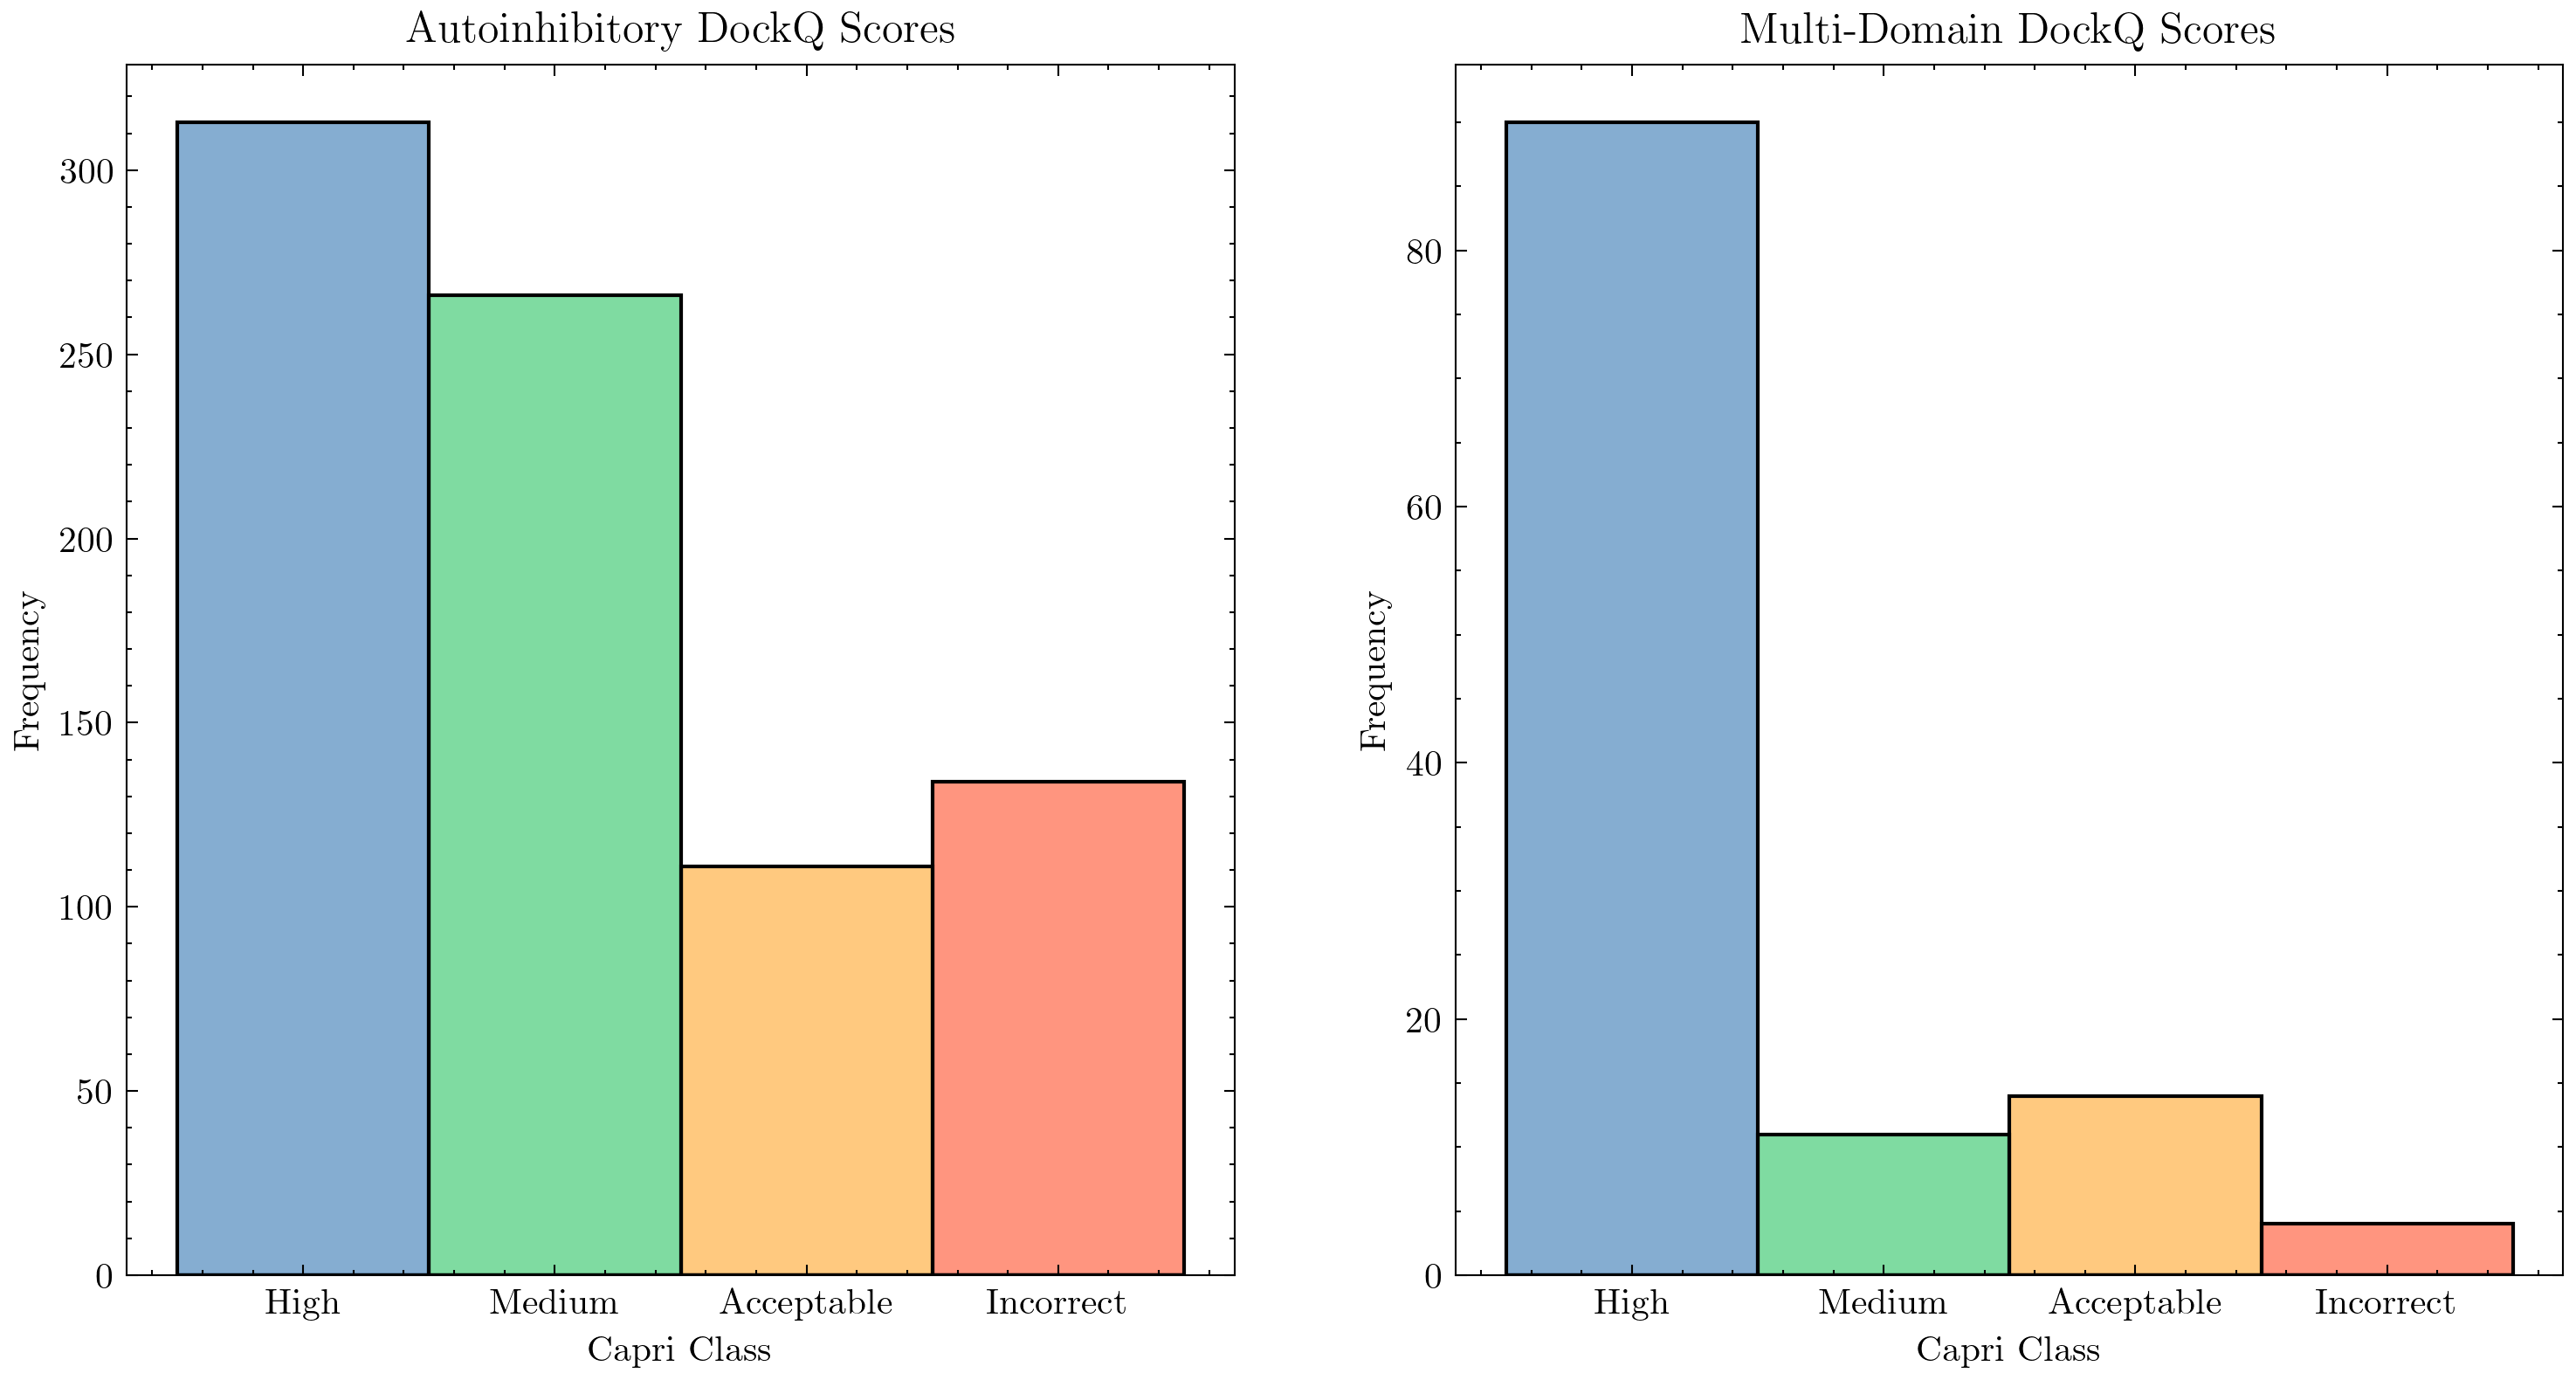 Autoinhibitory DockQ Scores
300
250
200
150
100
50
0
Frequency
High Medium Acceptable Incorrect
Capri Class
Multi-Domain DockQ Scores
80
60
40
20
0
Frequency
High Medium Acceptable Incorrect
Capri Class